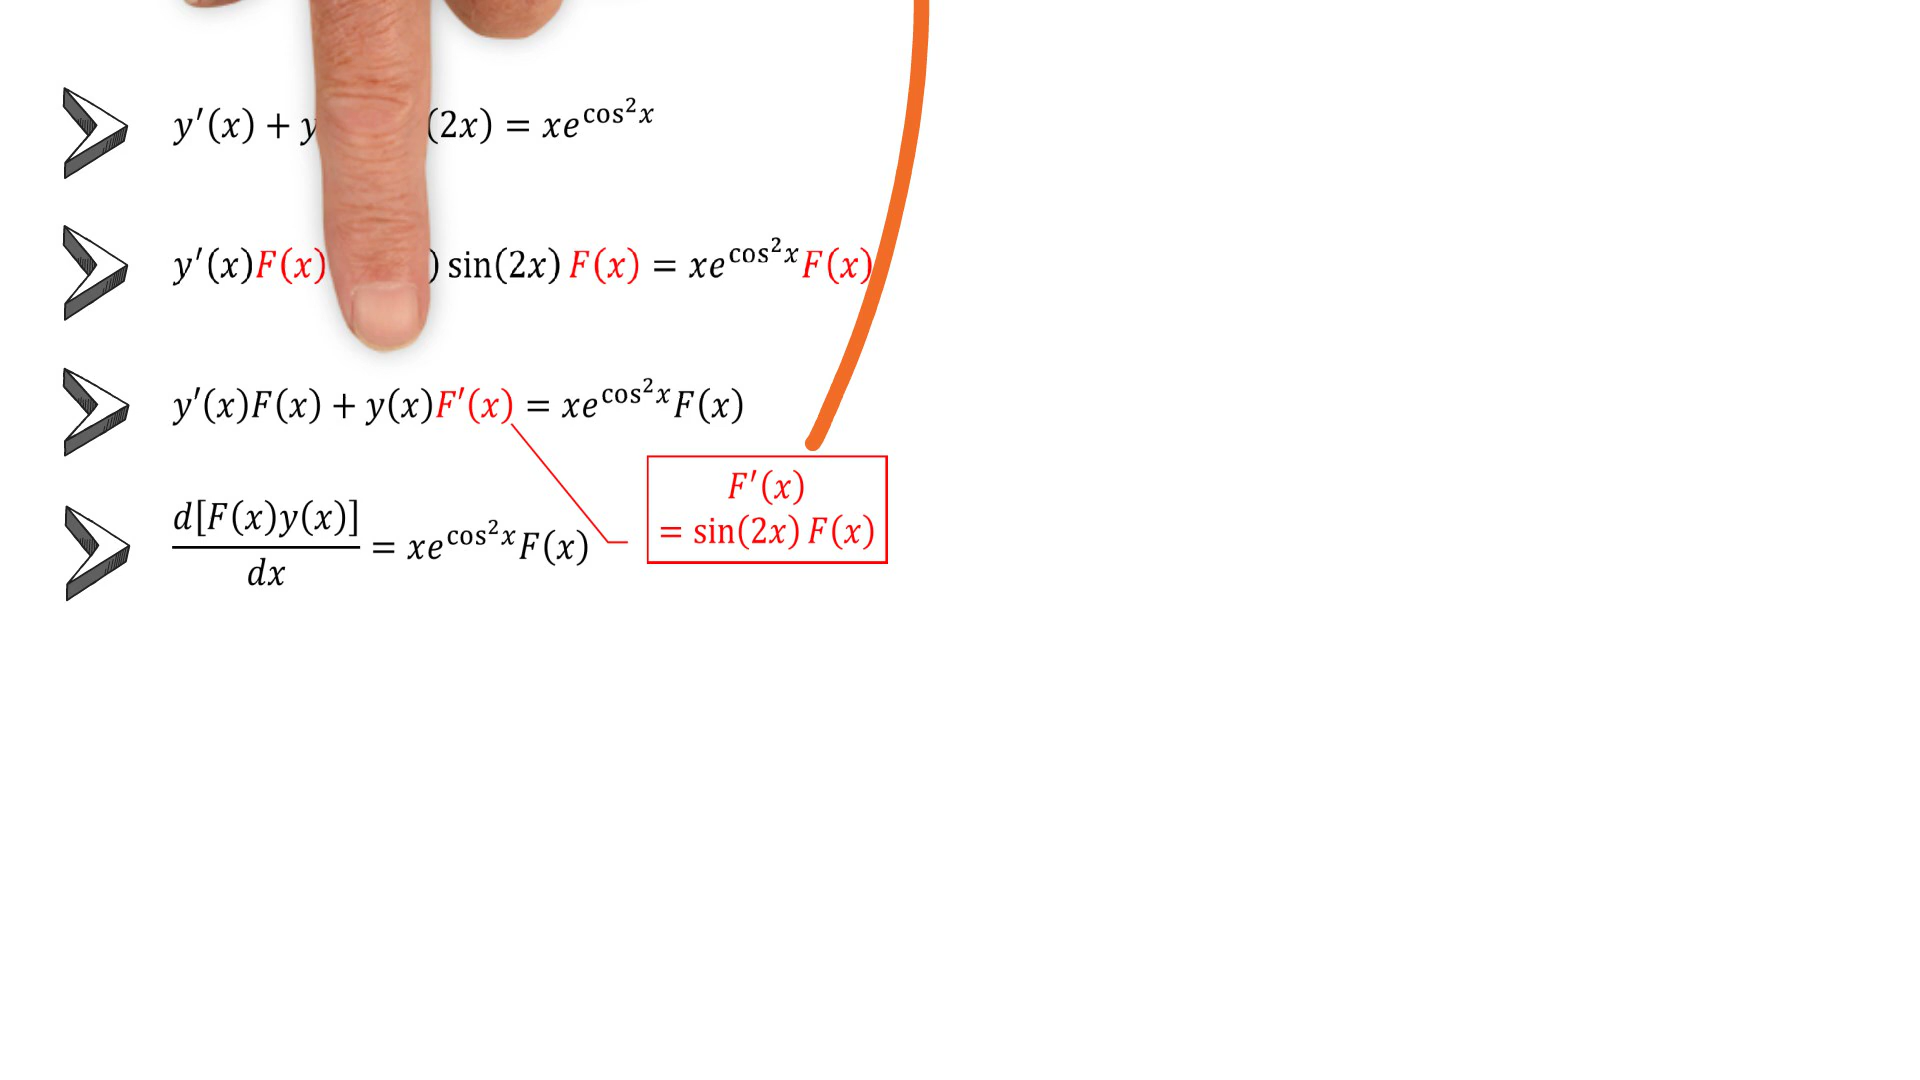 y′(x) + y (2x) = xe^{cos²x}
y′(x)F(x) ) sin(2x) F(x) = xe^{cos²x}F(x)
y′(x)F(x) + y(x)F′(x) = xe^{cos²x}F(x)
d[F(x)y(x)]/dx = xe^{cos²x}F(x)
F′(x)
= sin(2x) F(x)